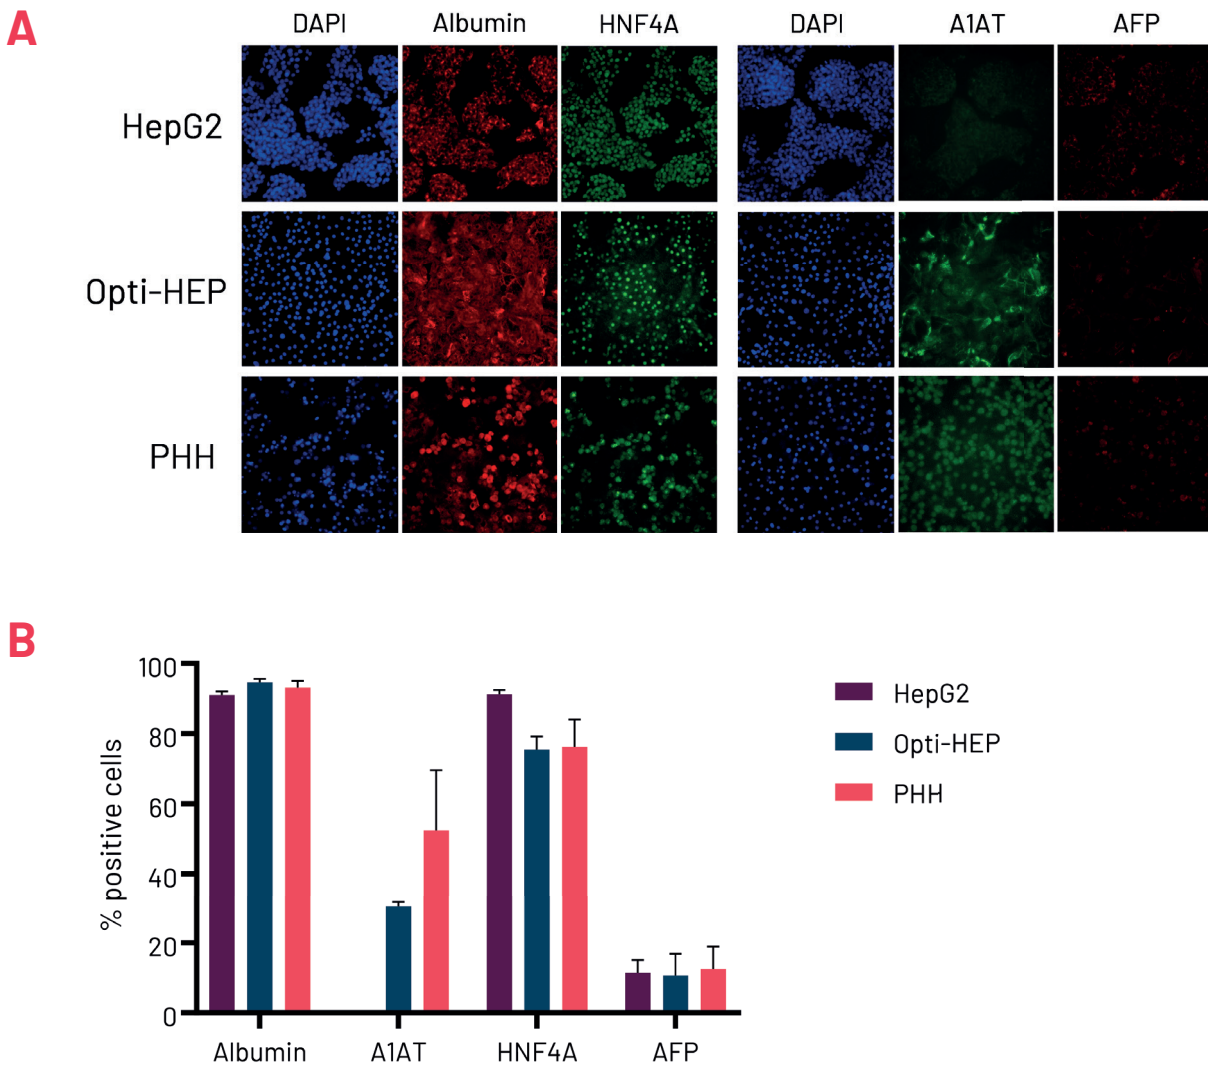 A
DAPI Albumin HNF4A DAPI A1AT AFP
HepG2
Opti-HEP
PHH
B
% positive cells
100
80
60
40
20
0
Albumin A1AT HNF4A AFP
HepG2
Opti-HEP
PHH